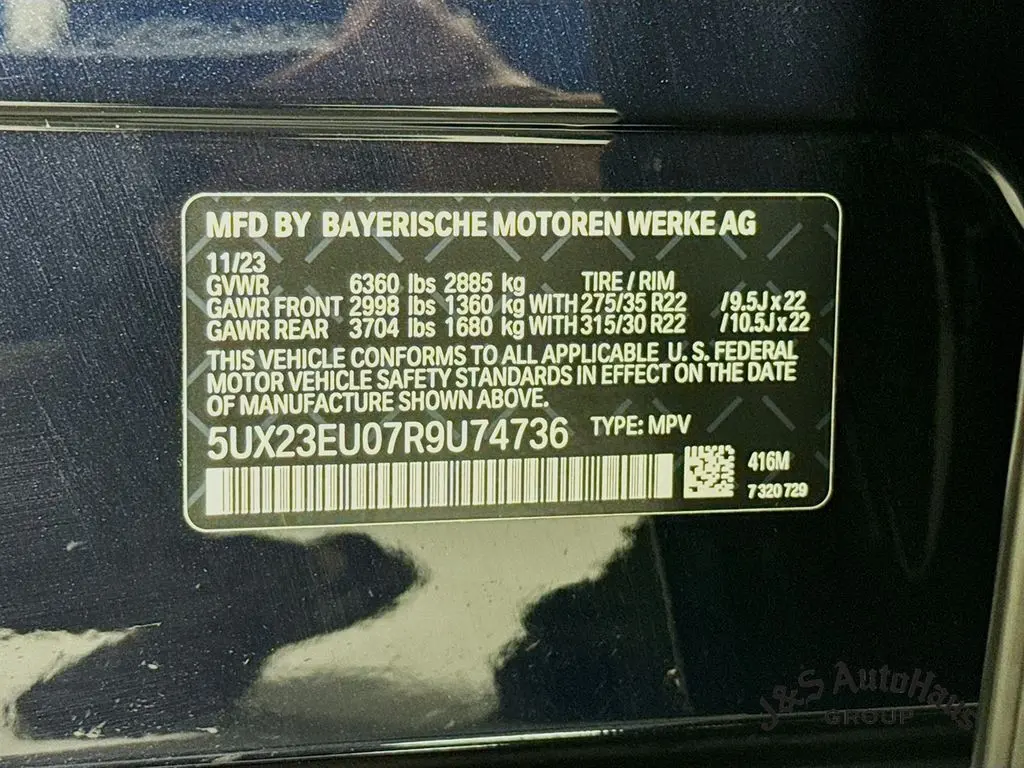 MFD BY BAYERISCHE MOTOREN WERKE AG
11/23
GVWR 6360 lbs 2885 kg TIRE / RIM
GAWR FRONT 2998 lbs 1360 kg WITH 275/35 R22 /9.5J x 22
GAWR REAR 3704 lbs 1680 kg WITH 315/30 R22 /10.5J x 22
THIS VEHICLE CONFORMS TO ALL APPLICABLE U. S. FEDERAL
MOTOR VEHICLE SAFETY STANDARDS IN EFFECT ON THE DATE
OF MANUFACTURE SHOWN ABOVE.
5UX23EU07R9U74736 TYPE: MPV
416M
7 320 729
J&S AutoHaus
GROUP